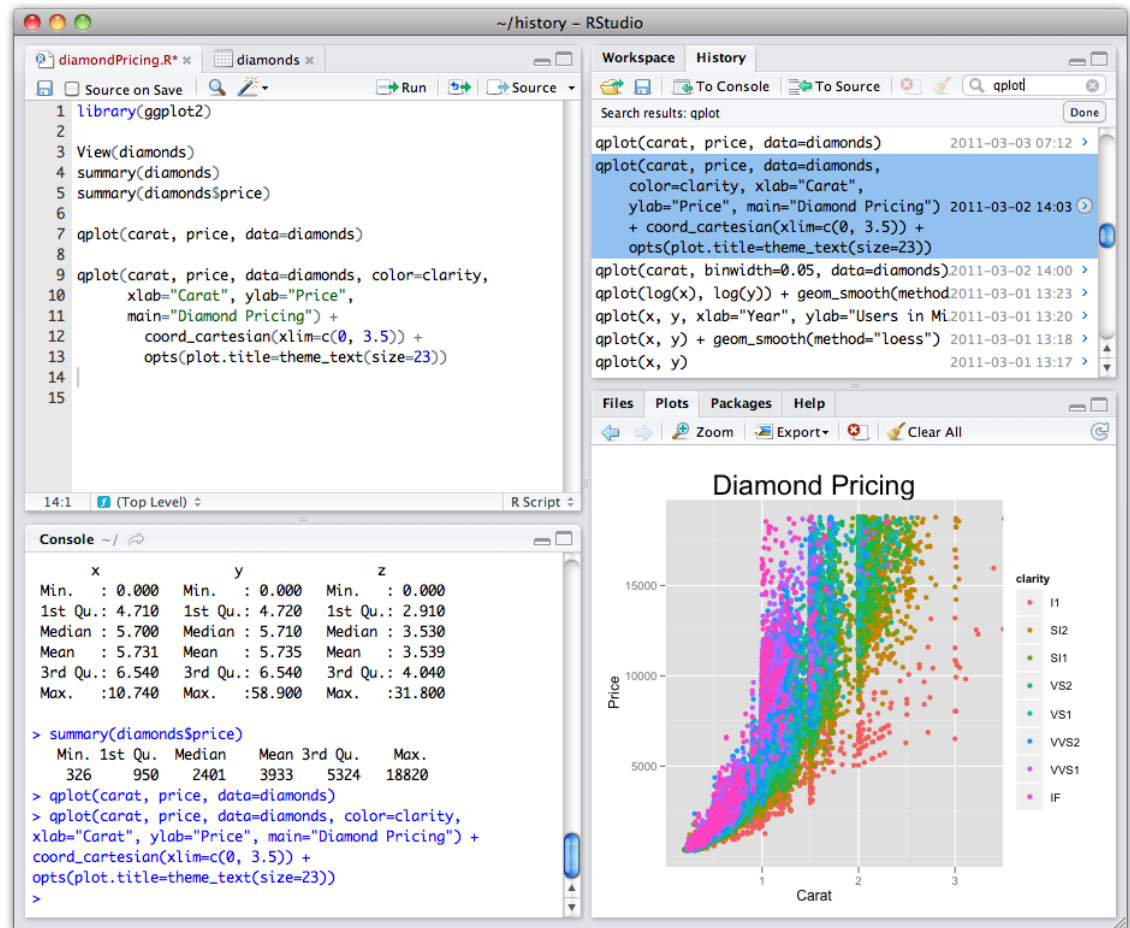 ~/history – RStudio
diamondPricing.R* × diamonds ×
Source on Save Run Source
1 library(ggplot2)
2
3 View(diamonds)
4 summary(diamonds)
5 summary(diamonds$price)
6
7 qplot(carat, price, data=diamonds)
8
9 qplot(carat, price, data=diamonds, color=clarity,
10 xlab="Carat", ylab="Price",
11 main="Diamond Pricing") +
12 coord_cartesian(xlim=c(0, 3.5)) +
13 opts(plot.title=theme_text(size=23))
14
15
14:1 (Top Level) R Script
Console ~/
x y z
Min. : 0.000 Min. : 0.000 Min. : 0.000
1st Qu.: 4.710 1st Qu.: 4.720 1st Qu.: 2.910
Median : 5.700 Median : 5.710 Median : 3.530
Mean : 5.731 Mean : 5.735 Mean : 3.539
3rd Qu.: 6.540 3rd Qu.: 6.540 3rd Qu.: 4.040
Max. :10.740 Max. :58.900 Max. :31.800
> summary(diamonds$price)
Min. 1st Qu. Median Mean 3rd Qu. Max.
326 950 2401 3933 5324 18820
> qplot(carat, price, data=diamonds)
> qplot(carat, price, data=diamonds, color=clarity,
xlab="Carat", ylab="Price", main="Diamond Pricing") +
coord_cartesian(xlim=c(0, 3.5)) +
opts(plot.title=theme_text(size=23))
>
Workspace History
To Console To Source qplot
Search results: qplot Done
qplot(carat, price, data=diamonds) 2011-03-03 07:12
qplot(carat, price, data=diamonds,
color=clarity, xlab="Carat",
ylab="Price", main="Diamond Pricing") 2011-03-02 14:03
+ coord_cartesian(xlim=c(0, 3.5)) +
opts(plot.title=theme_text(size=23))
qplot(carat, binwidth=0.05, data=diamonds). 2011-03-02 14:00
qplot(log(x), log(y)) + geom_smooth(method 2011-03-01 13:23
qplot(x, y, xlab="Year", ylab="Users in Mi. 2011-03-01 13:20
qplot(x, y) + geom_smooth(method="loess") 2011-03-01 13:18
qplot(x, y) 2011-03-01 13:17
Files Plots Packages Help
Zoom Export Clear All
Diamond Pricing
Price
15000
10000
5000
1 2 3
Carat
clarity
I1
SI2
SI1
VS2
VS1
VVS2
VVS1
IF